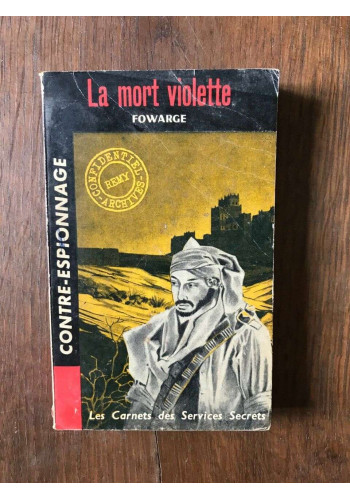 La mort violette
FOWARGE
CONFIDENTIEL
REMY
ARCHIVES
CONTRE-ESPIONNAGE
Les Carnets des Services Secrets